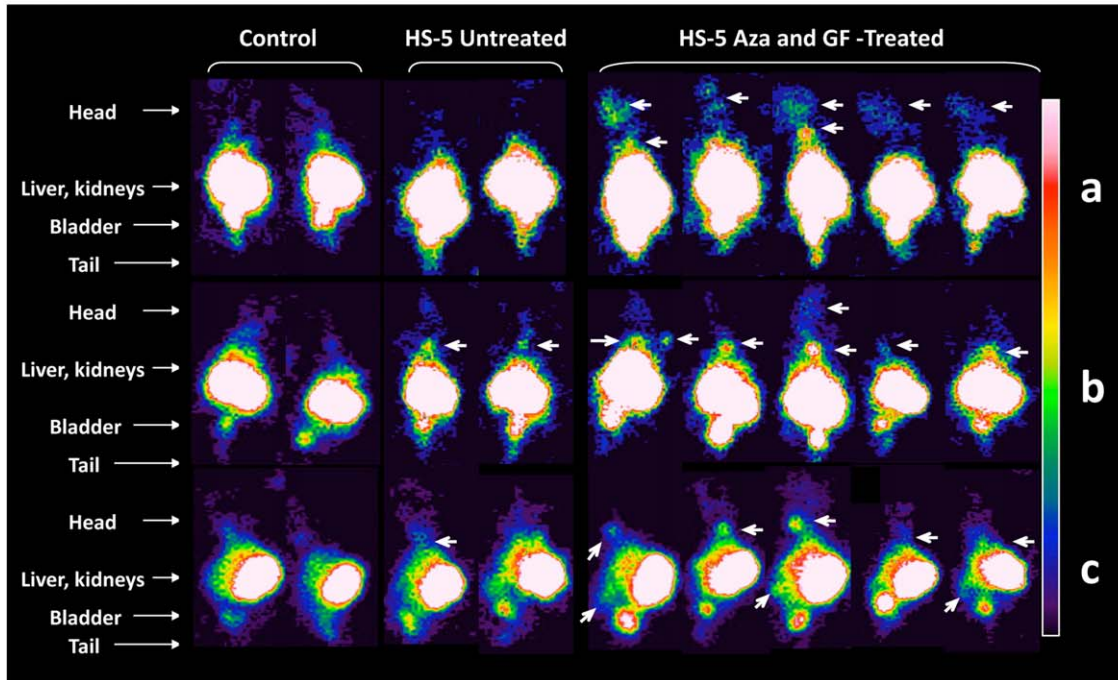 Control HS-5 Untreated HS-5 Aza and GF -Treated
Head
Liver, kidneys
Bladder
Tail
a
Head
Liver, kidneys
Bladder
Tail
b
Head
Liver, kidneys
Bladder
Tail
c